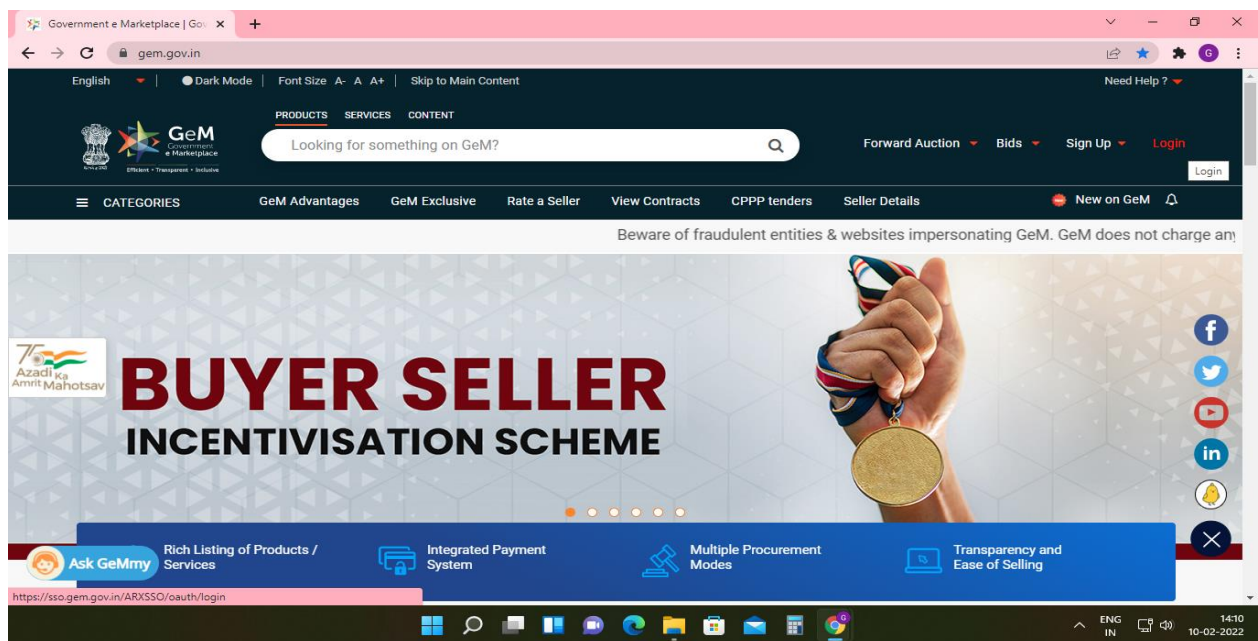 Government e Marketplace | Go
gem.gov.in
English | Dark Mode | Font Size A- A A+ | Skip to Main Content
Need Help ?
PRODUCTS SERVICES CONTENT
GeM
Government
e Marketplace
Efficient • Transparent • Inclusive
Looking for something on GeM?
Forward Auction Bids Sign Up Login
Login
CATEGORIES GeM Advantages GeM Exclusive Rate a Seller View Contracts CPPP tenders Seller Details New on GeM
Beware of fraudulent entities & websites impersonating GeM. GeM does not charge any
75
Azadi Ka
Amrit Mahotsav
BUYER SELLER
INCENTIVISATION SCHEME
f
in
Ask GeMmy
Rich Listing of Products /
Services
Integrated Payment
System
Multiple Procurement
Modes
Transparency and
Ease of Selling
https://sso.gem.gov.in/ARXSSO/oauth/login
ENG
IN
14:10
10-02-2022
G